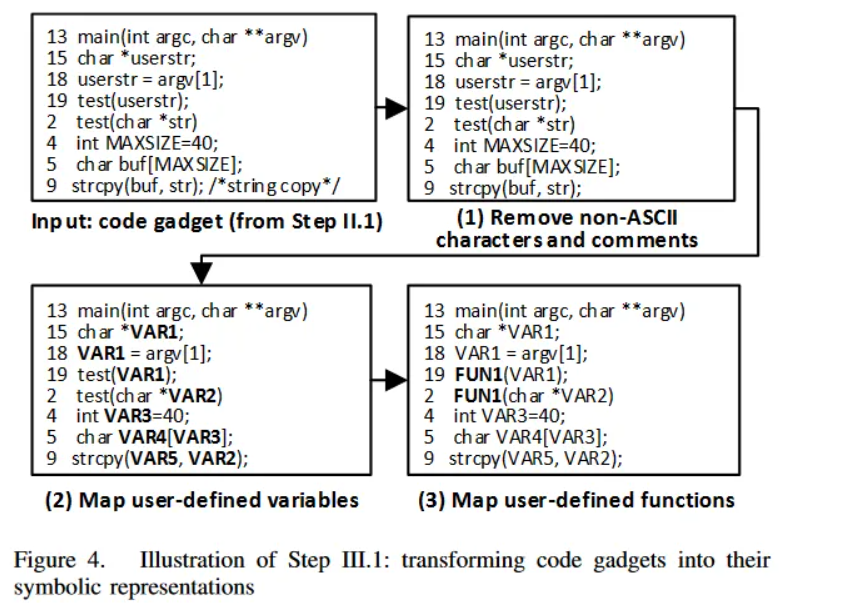 13 main(int argc, char **argv)
15 char *userstr;
18 userstr = argv[1];
19 test(userstr);
2 test(char *str)
4 int MAXSIZE=40;
5 char buf[MAXSIZE];
9 strcpy(buf, str); /*string copy*/
Input: code gadget (from Step II.1)
13 main(int argc, char **argv)
15 char *userstr;
18 userstr = argv[1];
19 test(userstr);
2 test(char *str)
4 int MAXSIZE=40;
5 char buf[MAXSIZE];
9 strcpy(buf, str);
(1) Remove non-ASCII
characters and comments
13 main(int argc, char **argv)
15 char *VAR1;
18 VAR1 = argv[1];
19 test(VAR1);
2 test(char *VAR2)
4 int VAR3=40;
5 char VAR4[VAR3];
9 strcpy(VAR5, VAR2);
(2) Map user-defined variables
13 main(int argc, char **argv)
15 char *VAR1;
18 VAR1 = argv[1];
19 FUN1(VAR1);
2 FUN1(char *VAR2)
4 int VAR3=40;
5 char VAR4[VAR3];
9 strcpy(VAR5, VAR2);
(3) Map user-defined functions
Figure 4. Illustration of Step III.1: transforming code gadgets into their
symbolic representations